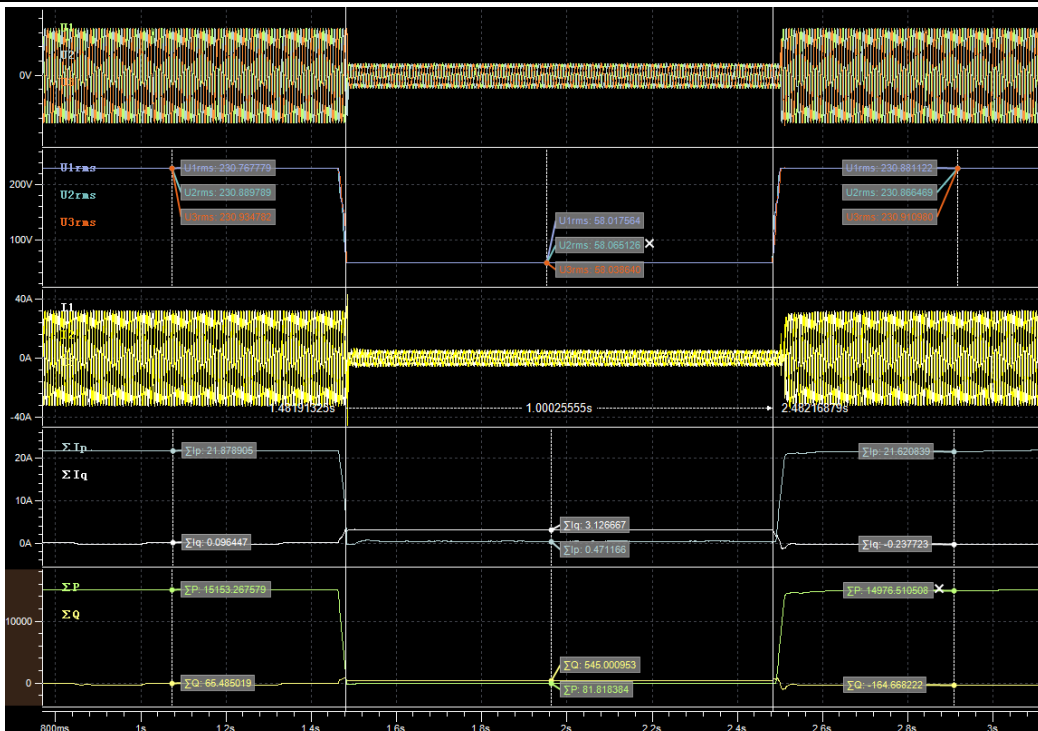 U1
U2
0V
U1rms
200V
U2rms
U3rms
100V
U1rms: 230.767779
U2rms: 230.889789
U3rms: 230.934782
U1rms: 58.017564
U2rms: 58.065126
U3rms: 58.038640
U1rms: 230.881122
U2rms: 230.866469
U3rms: 230.910980
40A
I1
0A
-40A
1.48191325s
1.00025555s
2.48216879s
ΣIp
20A
ΣIq
10A
0A
ΣIp: 21.878905
ΣIq: 0.096447
ΣIq: 3.126667
ΣIp: 0.471166
ΣIp: 21.620839
ΣIq: -0.237723
ΣP
ΣQ
10000
0
ΣP: 15153.267579
ΣQ: 65.485019
ΣQ: 545.000953
ΣP: 81.818384
ΣP: 14976.510508
ΣQ: -164.668222
800ms 1s 1.2s 1.4s 1.6s 1.8s 2s 2.2s 2.4s 2.6s 2.8s 3s